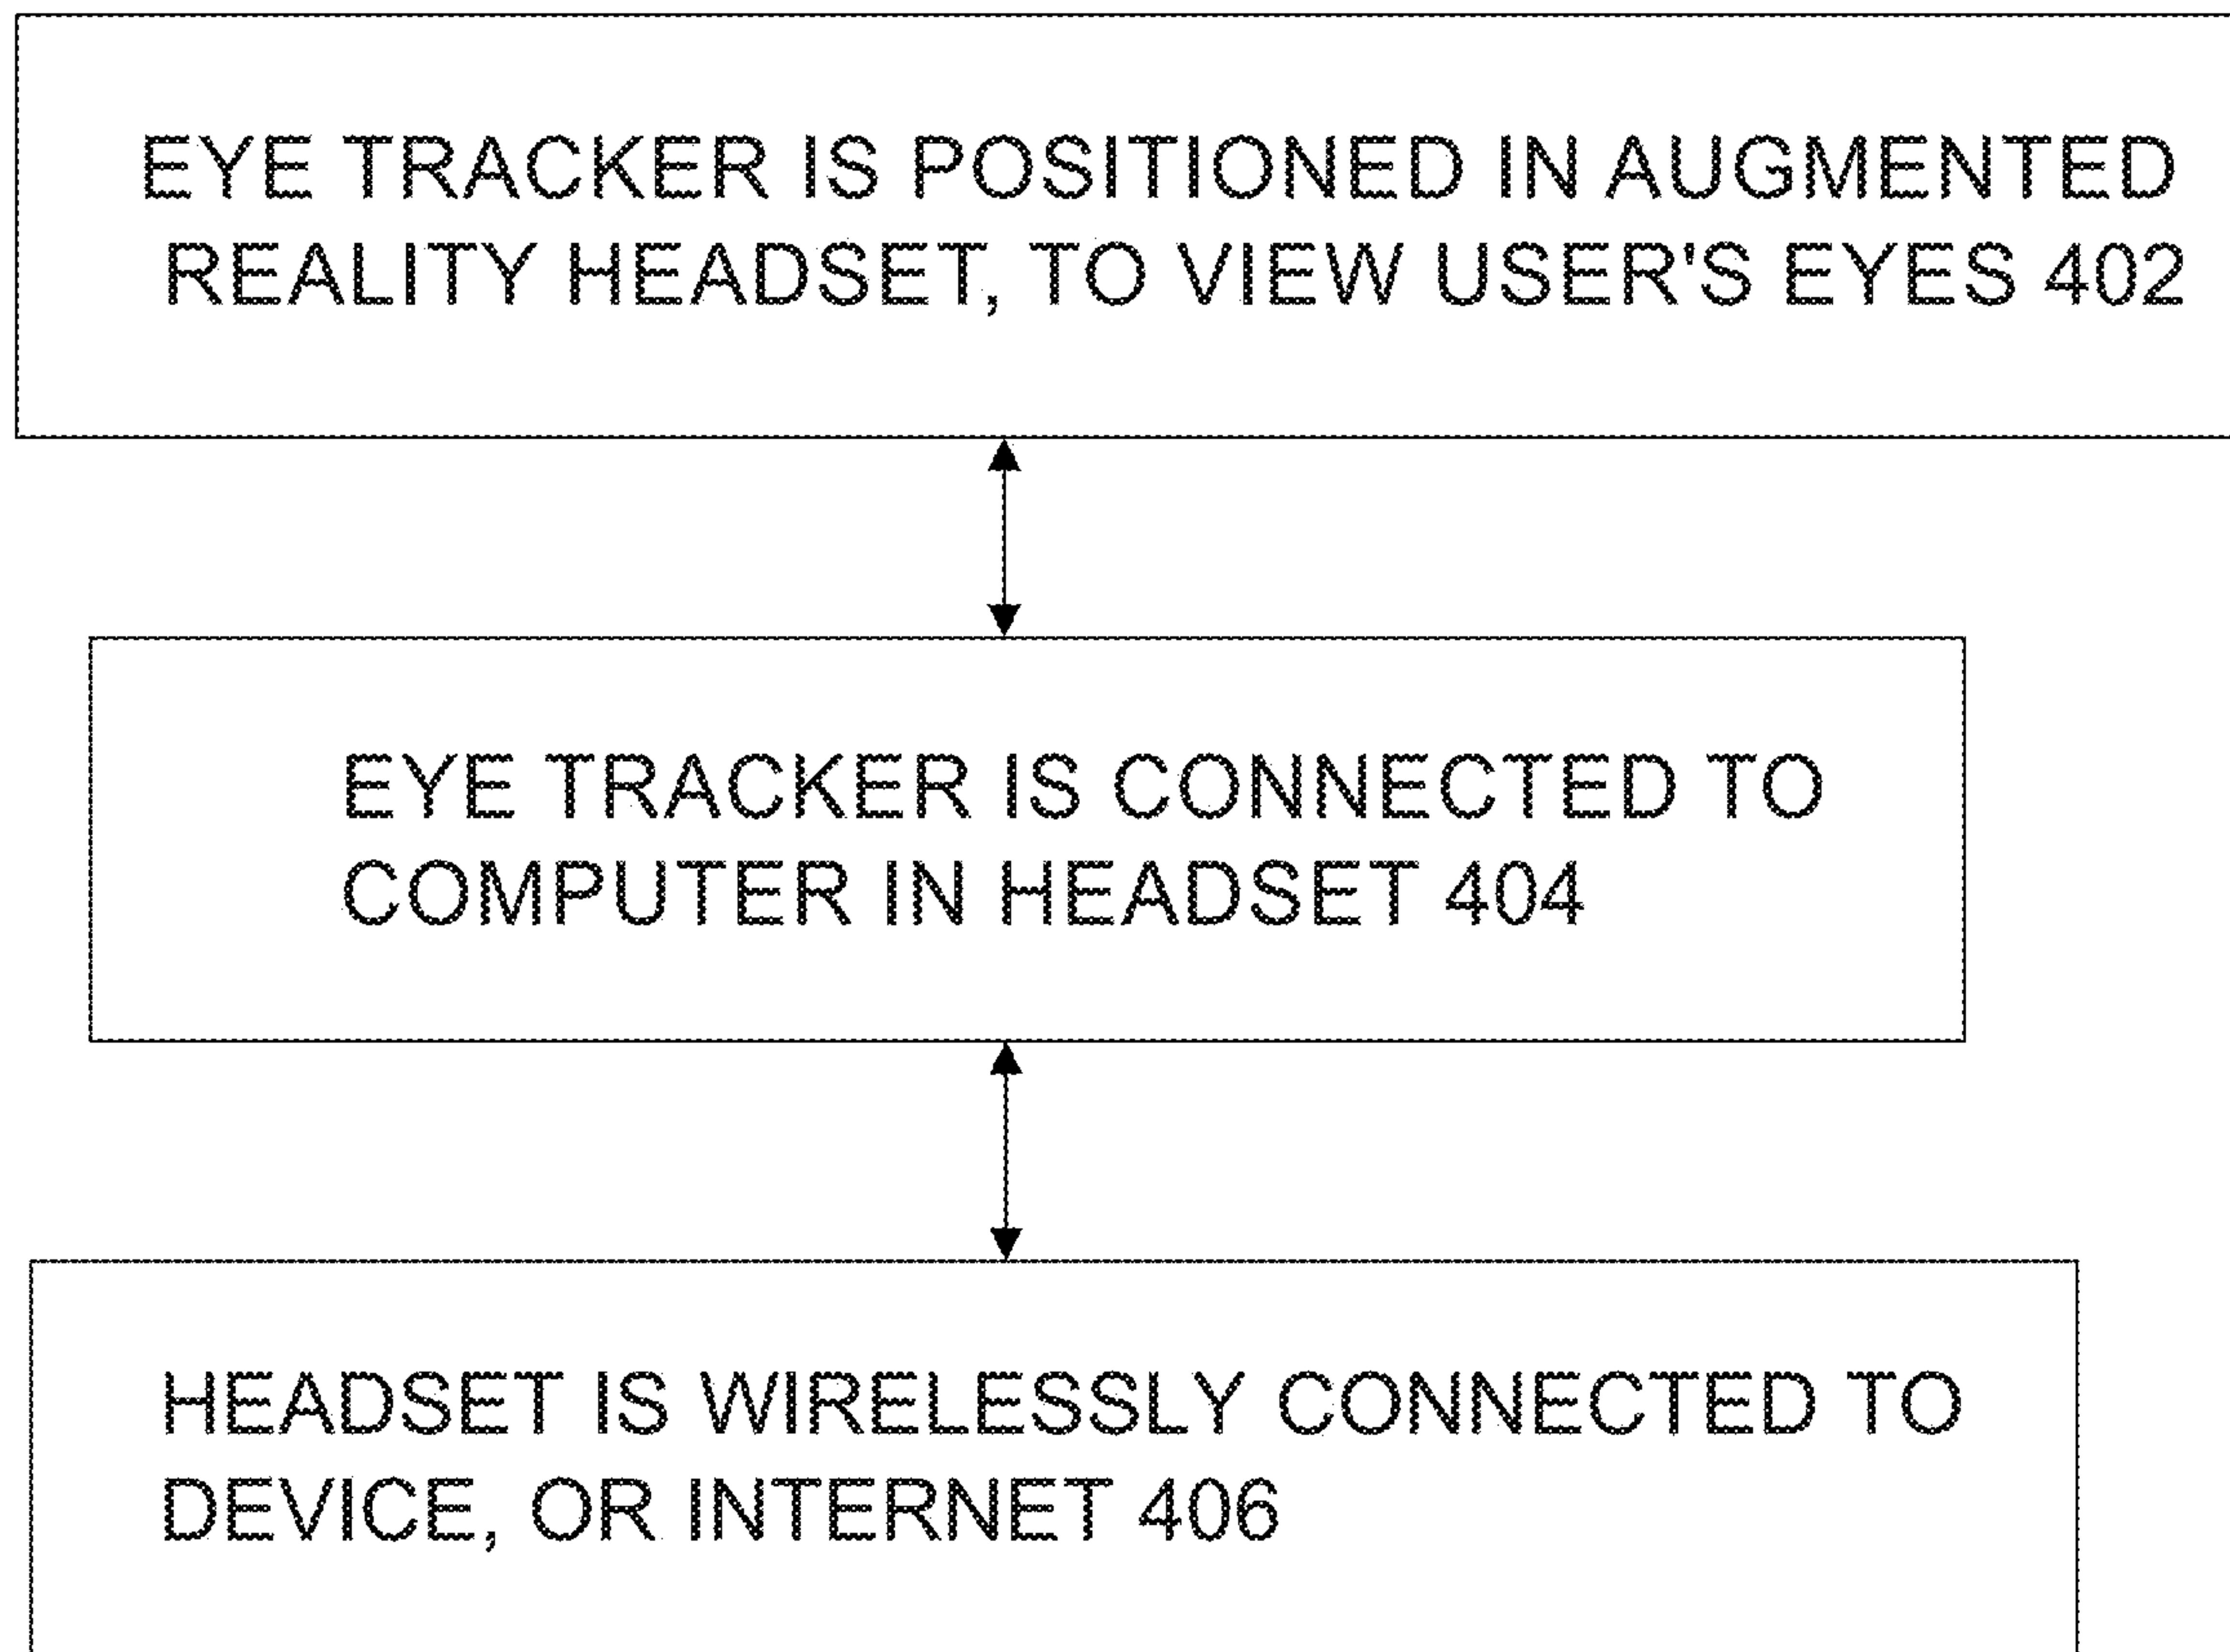 EYE TRACKER IS POSITIONED IN AUGMENTED
REALITY HEADSET, TO VIEW USER'S EYES 402
EYE TRACKER IS CONNECTED TO
COMPUTER IN HEADSET 404
HEADSET IS WIRELESSLY CONNECTED TO
DEVICE, OR INTERNET 406